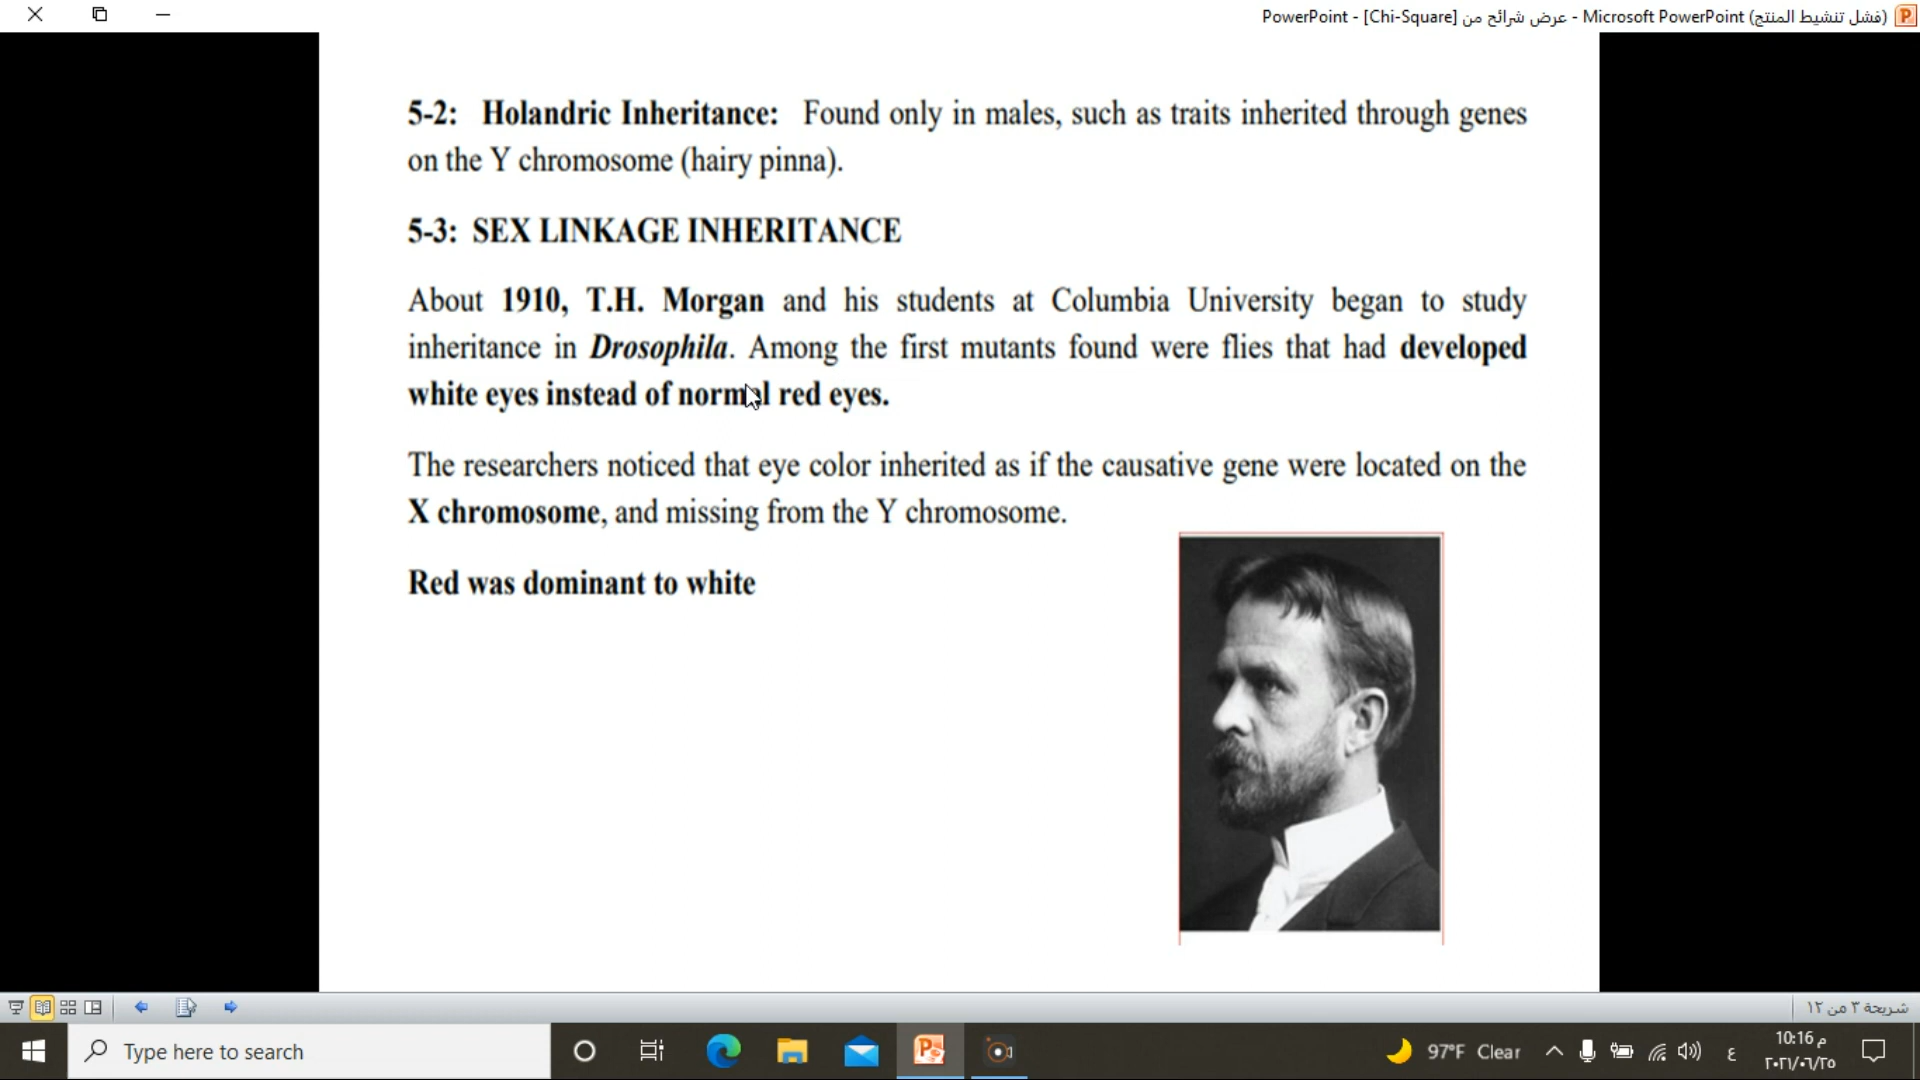 PowerPoint - [Chi-Square] عرض شرائح من - Microsoft PowerPoint (فشل تنشيط المنتج)
5-2: Holandric Inheritance: Found only in males, such as traits inherited through genes
on the Y chromosome (hairy pinna).
5-3: SEX LINKAGE INHERITANCE
About 1910, T.H. Morgan and his students at Columbia University began to study
inheritance in Drosophila. Among the first mutants found were flies that had developed
white eyes instead of normal red eyes.
The researchers noticed that eye color inherited as if the causative gene were located on the
X chromosome, and missing from the Y chromosome.
Red was dominant to white
شريحة ٣ من ١٢
Type here to search
97°F Clear
ع
10:16 م
٢٠٢١/٠٦/٢٥